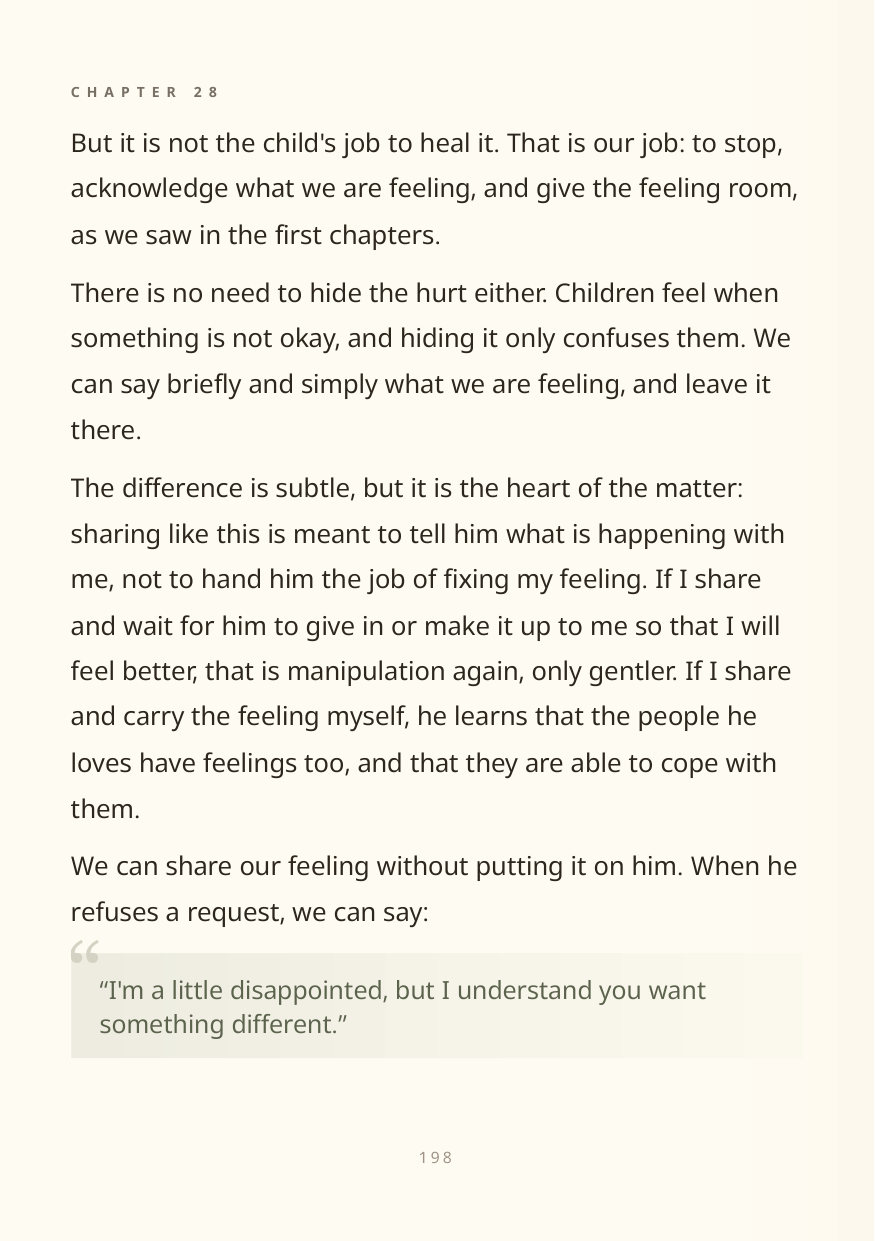 CHAPTER 28
But it is not the child's job to heal it. That is our job: to stop,
acknowledge what we are feeling, and give the feeling room,
as we saw in the first chapters.
There is no need to hide the hurt either. Children feel when
something is not okay, and hiding it only confuses them. We
can say briefly and simply what we are feeling, and leave it
there.
The difference is subtle, but it is the heart of the matter:
sharing like this is meant to tell him what is happening with
me, not to hand him the job of fixing my feeling. If I share
and wait for him to give in or make it up to me so that I will
feel better, that is manipulation again, only gentler. If I share
and carry the feeling myself, he learns that the people he
loves have feelings too, and that they are able to cope with
them.
We can share our feeling without putting it on him. When he
refuses a request, we can say:
“
“I'm a little disappointed, but I understand you want
something different.”
198